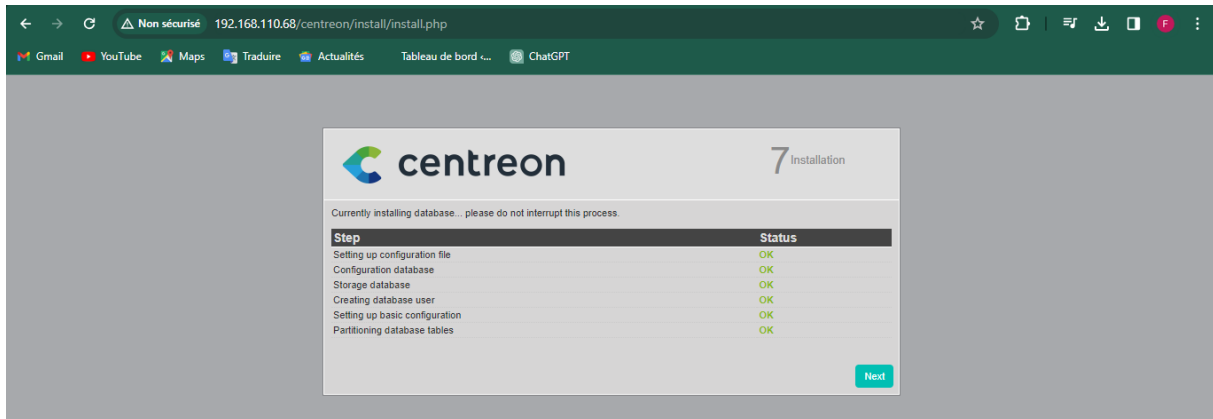 Non sécurisé 192.168.110.68/centreon/install/install.php F
Gmail YouTube Maps Traduire Actualités Tableau de bord ‹... ChatGPT
centreon 7 Installation
Currently installing database... please do not interrupt this process.
Step Status
Setting up configuration file OK
Configuration database OK
Storage database OK
Creating database user OK
Setting up basic configuration OK
Partitioning database tables OK
Next